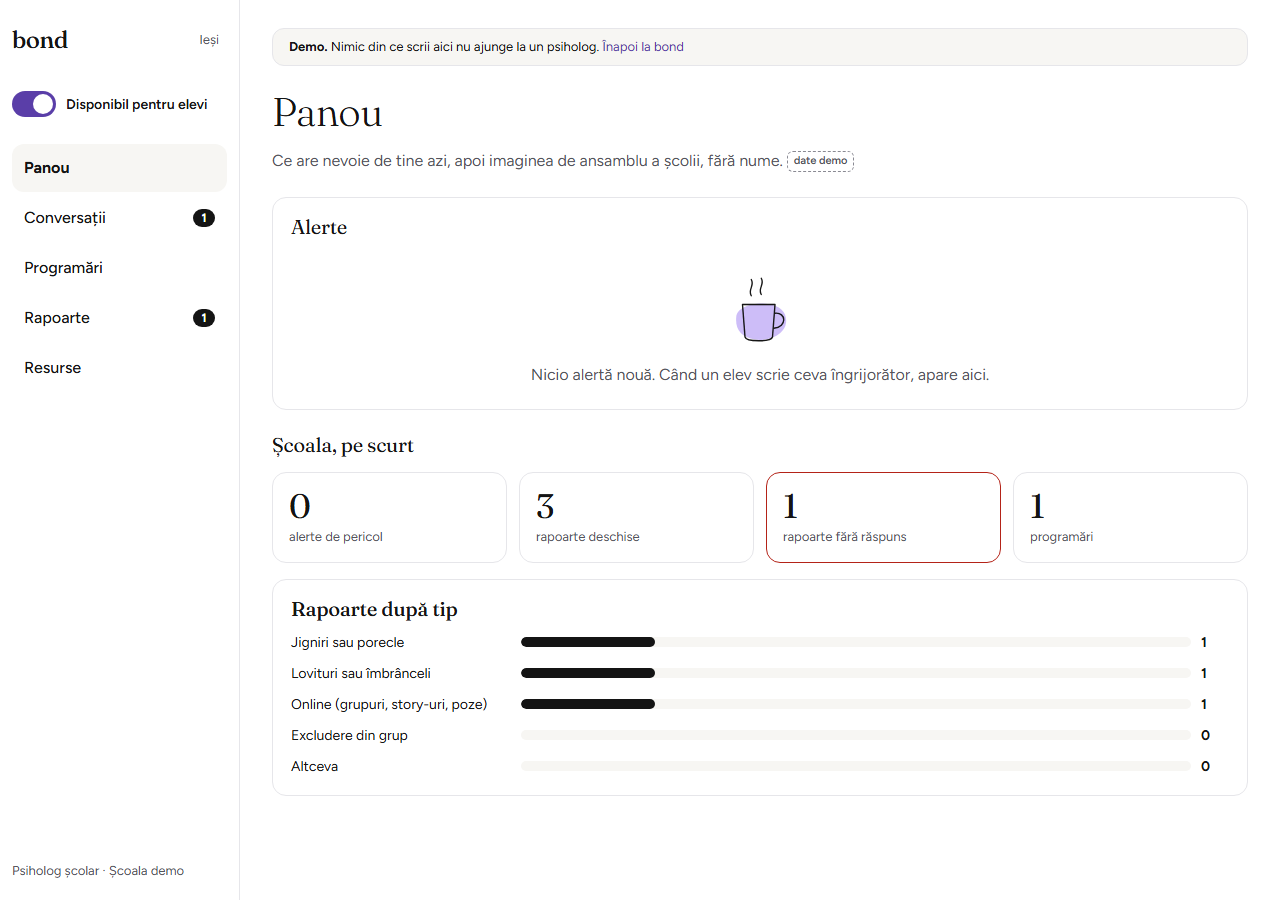 bond
Ieși
Disponibil pentru elevi
Panou
Conversații 1
Programări
Rapoarte 1
Resurse
Psiholog școlar · Școala demo
Demo. Nimic din ce scrii aici nu ajunge la un psiholog. Înapoi la bond
Panou
Ce are nevoie de tine azi, apoi imaginea de ansamblu a școlii, fără nume. date demo
Alerte
Nicio alertă nouă. Când un elev scrie ceva îngrijorător, apare aici.
Școala, pe scurt
0
alerte de pericol
3
rapoarte deschise
1
rapoarte fără răspuns
1
programări
Rapoarte după tip
Jigniri sau porecle 1
Lovituri sau îmbrânceli 1
Online (grupuri, story-uri, poze) 1
Excludere din grup 0
Altceva 0